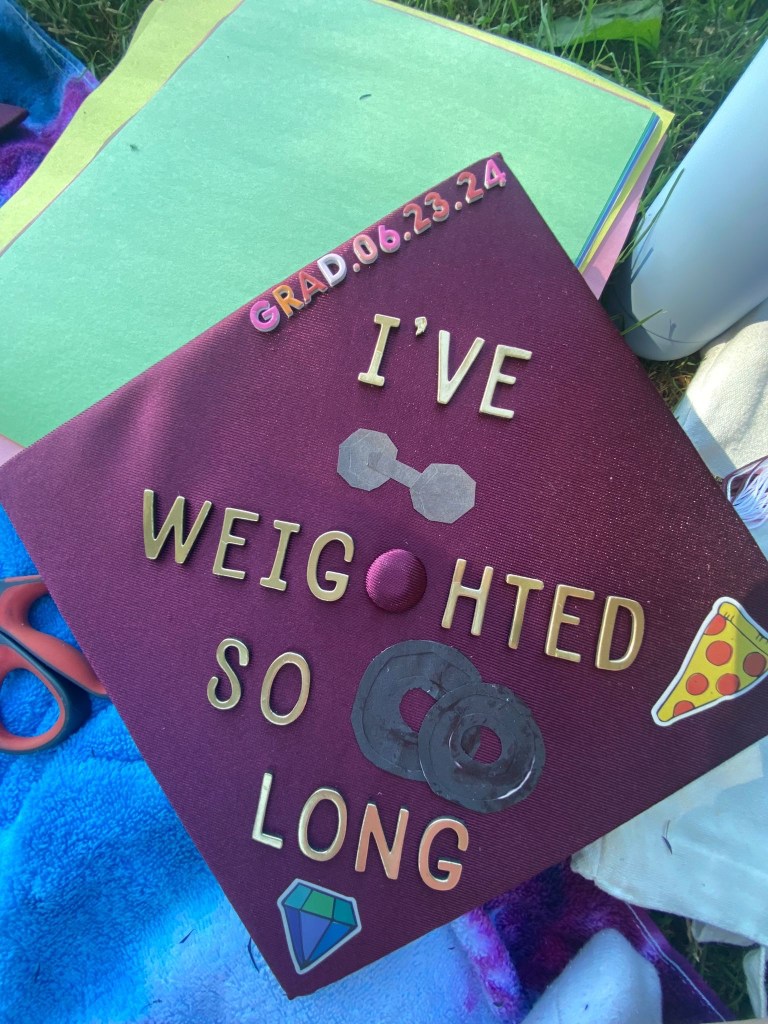 GRAD.06.23.24
I'VE
WEIGHTED
SO
LONG